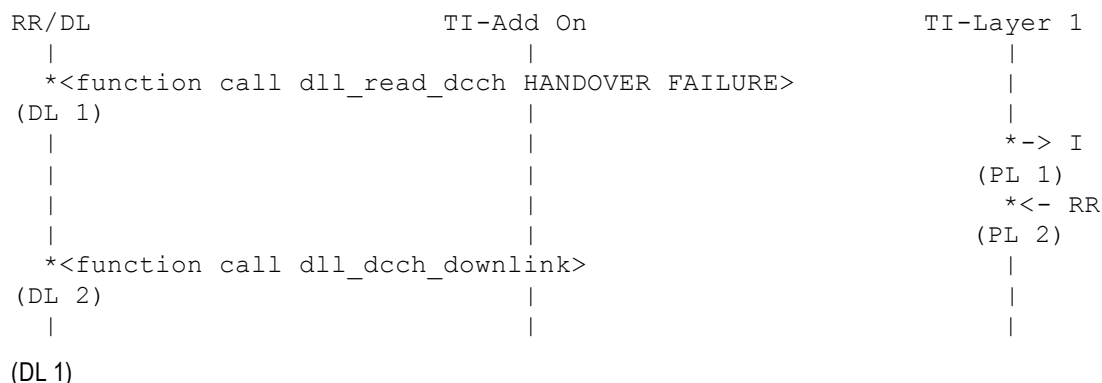 RR/DL TI-Add On TI-Layer 1
| | |
*<function call dll_read_dcch HANDOVER FAILURE> |
(DL 1) | |
| | *-> I
| | (PL 1)
| | *<- RR
| | (PL 2)
*<function call dll_dcch_downlink> |
(DL 2) | |
| | |
(DL 1)